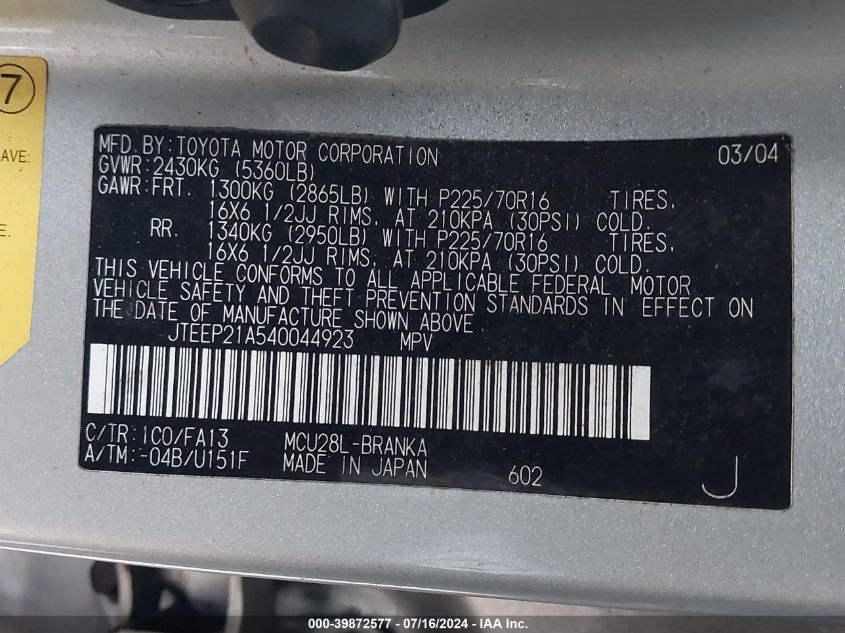 7
AVE:
E.
MFD. BY: TOYOTA MOTOR CORPORATION 03/04
GVWR: 2430KG (5360LB)
GAWR: FRT. 1300KG (2865LB) WITH P225/70R16 TIRES,
16X6 1/2JJ RIMS, AT 210KPA (30PSI) COLD.
RR. 1340KG (2950LB) WITH P225/70R16 TIRES,
16X6 1/2JJ RIMS, AT 210KPA (30PSI) COLD.
THIS VEHICLE CONFORMS TO ALL APPLICABLE FEDERAL MOTOR
VEHICLE SAFETY AND THEFT PREVENTION STANDARDS IN EFFECT ON
THE DATE OF MANUFACTURE SHOWN ABOVE
JTEEP21A540044923 MPV
C/TR: 1C0/FA13 MCU28L-BRANKA
A/TM: -04B/U151F MADE IN JAPAN 602 J
000-39872577 / 07/16/2024 - IAA Inc.